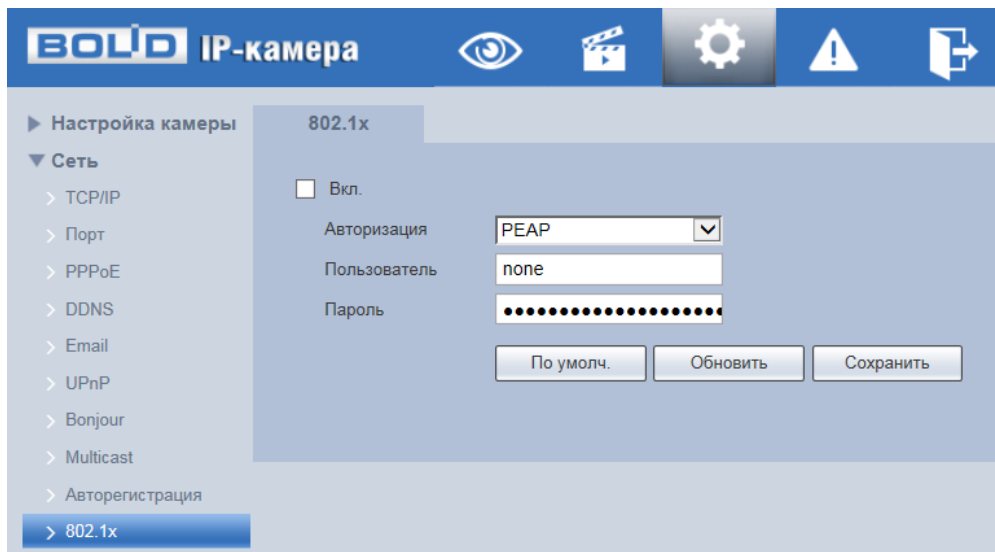 BOLID IP-камера
Настройка камеры
Сеть
TCP/IP
Порт
PPPoE
DDNS
Email
UPnP
Bonjour
Multicast
Авторегистрация
802.1x
802.1x
Вкл.
Авторизация PEAP
Пользователь none
Пароль ••••••••••••••••••••
По умолч. Обновить Сохранить